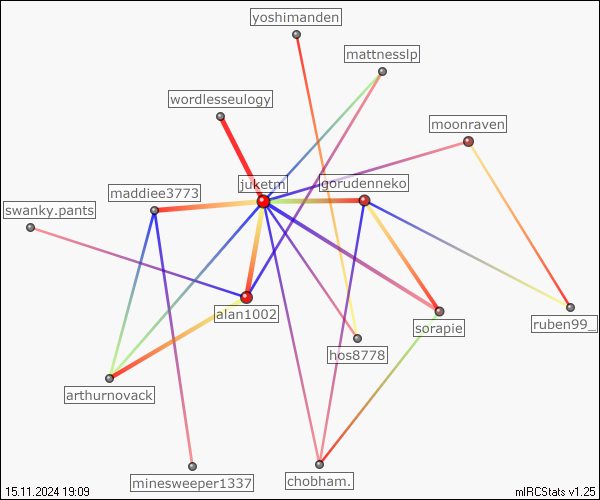 yoshimanden
mattnesslp
wordlesseulogy
moonraven
juketm
gorudenneko
maddiee3773
swanky.pants
alan1002
sorapie
ruben99_
hos8778
arthurnovack
minesweeper1337
chobham.
15.11.2024 19:09
mIRCStats v1.25